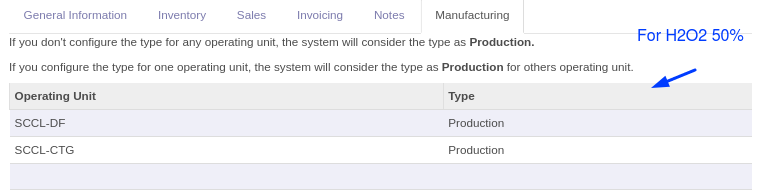 General Information Inventory Sales Invoicing Notes Manufacturing
If you don't configure the type for any operating unit, the system will consider the type as Production.
For H2O2 50%
If you configure the type for one operating unit, the system will consider the type as Production for others operating unit.
Operating Unit Type
SCCL-DF Production
SCCL-CTG Production